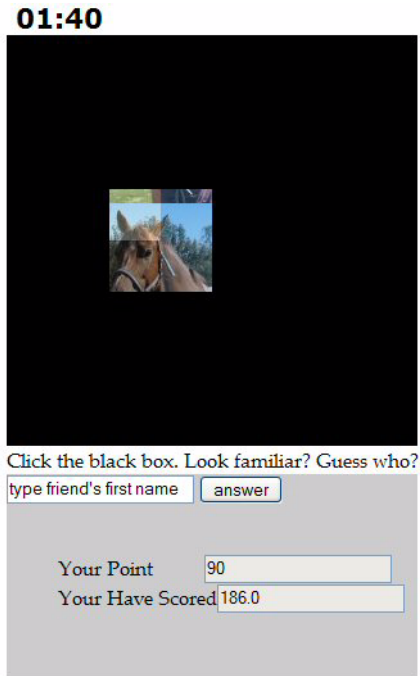 01:40
Click the black box. Look familiar? Guess who?
type friend's first name answer
Your Point 90
Your Have Scored 186.0